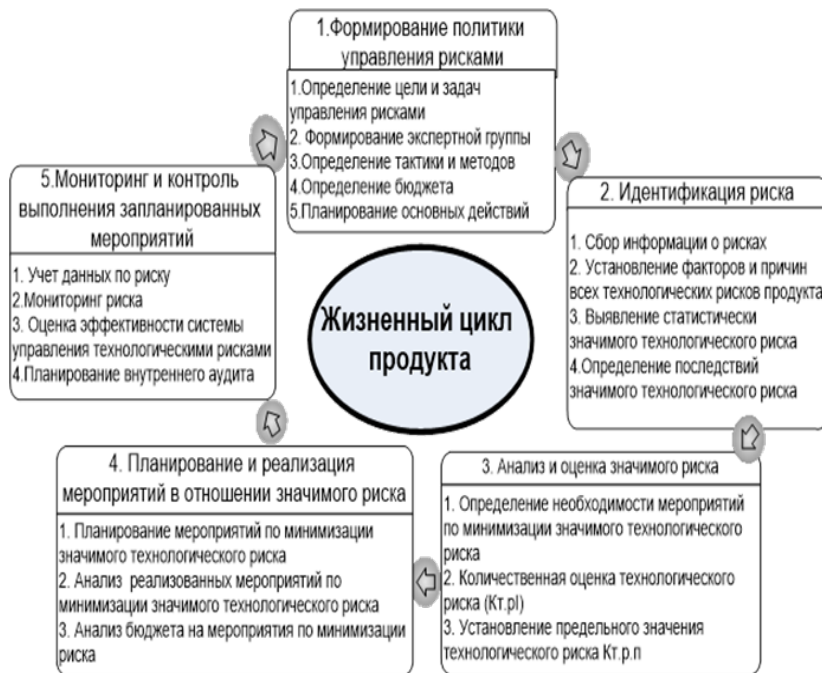 1.Формирование политики
управления рисками
1.Определение цели и задач
управления рисками
2. Формирование экспертной группы
3.Определение тактики и методов
4.Определение бюджета
5.Планирование основных действий
2. Идентификация риска
1. Сбор информации о рисках
2. Установление факторов и причин
всех технологических рисков продукта
3. Выявление статистически
значимого технологического риска
4.Определение последствий
значимого технологического риска
3. Анализ и оценка значимого риска
1. Определение необходимости мероприятий
по минимизации значимого технологического
риска
2. Количественная оценка технологического
риска (Кт.рI)
3. Установление предельного значения
технологического риска Кт.р.п
4. Планирование и реализация
мероприятий в отношении значимого риска
1. Планирование мероприятий по минимизации
значимого технологического риска
2. Анализ реализованных мероприятий по
минимизации значимого технологического риска
3. Анализ бюджета на мероприятия по минимизации
риска
5.Мониторинг и контроль
выполнения запланированных
мероприятий
1. Учет данных по риску
2.Мониторинг риска
3. Оценка эффективности системы
управления технологическими рисками
4.Планирование внутреннего аудита
Жизненный цикл
продукта